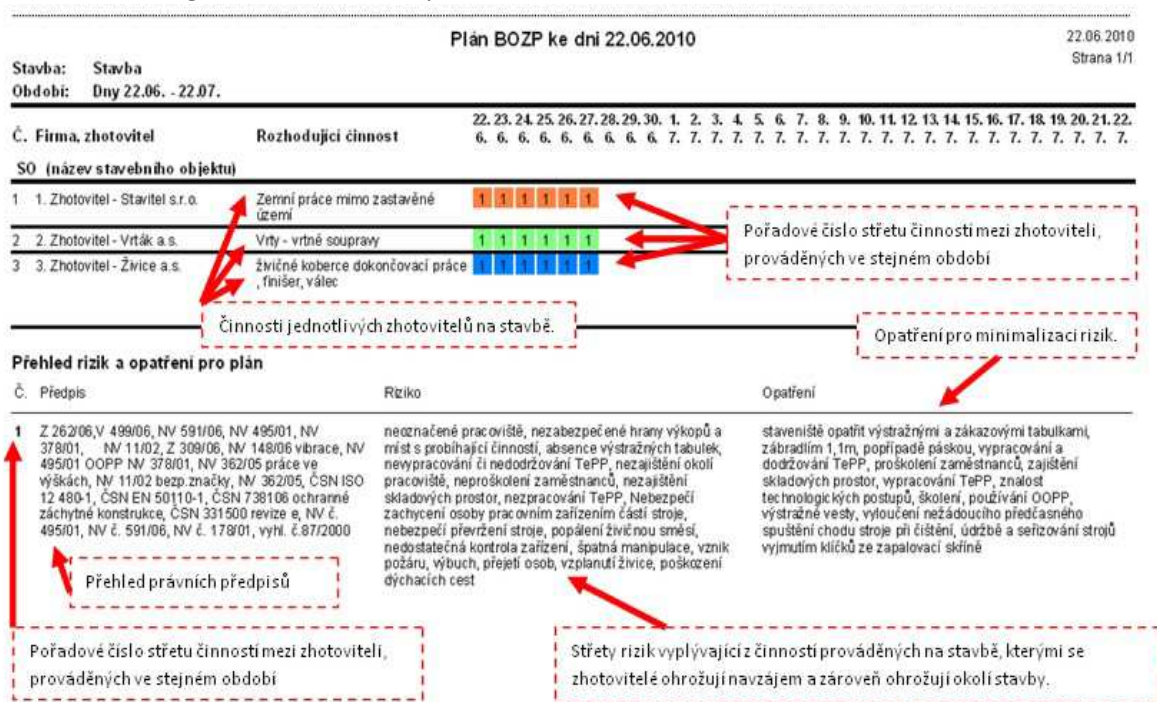 Plán BOZP ke dni 22.06.2010
22.06.2010
Strana 1/1
Stavba: Stavba
Období: Dny 22.06. - 22.07.
22. 23. 24. 25. 26. 27. 28. 29. 30. 1. 2. 3. 4. 5. 6. 7. 8. 9. 10. 11. 12. 13. 14. 15. 16. 17. 18. 19. 20. 21. 22.
Č. Firma, zhotovitel Rozhodující činnost 6. 6. 6. 6. 6. 6. 6. 6. 6. 7. 7. 7. 7. 7. 7. 7. 7. 7. 7. 7. 7. 7. 7. 7. 7. 7. 7. 7. 7. 7. 7.
SO (název stavebního objektu)
1 1. Zhotovitel - Stavitel s.r.o. Zemní práce mimo zastavěné
území
1 1 1 1 1 1
2 2. Zhotovitel - Vrták a.s. Vrty - vrtné soupravy 1 1 1 1 1 1
3 3. Zhotovitel - Živice a.s. živičné koberce dokončovací práce
, finišer, válec
1 1 1 1 1 1
Pořadové číslo střetu činností mezi zhotoviteli,
prováděných ve stejném období
Činnosti jednotlivých zhotovitelů na stavbě.
Opatření pro minimalizaci rizik.
Přehled rizik a opatření pro plán
Č. Předpis Riziko Opatření
1 Z 262/06,V 499/06, NV 591/06, NV 495/01, NV
378/01, NV 11/02, Z 309/06, NV 148/06 vibrace, NV
495/01 OOPP NV 378/01, NV 362/05 práce ve
výškách, NV 11/02 bezp.značky, NV 362/05, ČSN ISO
12 480-1, ČSN EN 50110-1, ČSN 738106 ochranné
záchytné konstrukce, ČSN 331500 revize e, NV č.
495/01, NV č. 591/06, NV č. 178/01, vyhl. č.87/2000
neoznačené pracoviště, nezabezpečené hrany výkopů a
míst s probíhající činností, absence výstražných tabulek,
nevypracování či nedodržování TePP, nezajištění okolí
pracoviště, neproškolení zaměstnanců, nezajištění
skladových prostor, nezpracování TePP, Nebezpečí
zachycení osoby pracovním zařízením částí stroje,
nebezpečí převržení stroje, popálení živičnou směsí,
nedostatečná kontrola zařízení, špatná manipulace, vznik
požáru, výbuch, přejetí osob, vzplanutí živice, poškození
dýchacích cest
staveniště opatřit výstražnými a zákazovými tabulkami,
zábradlím 1,1m, popřípadě páskou, vypracování a
dodržování TePP, proškolení zaměstnanců, zajištění
skladových prostor, vypracování TePP, znalost
technologických postupů, školení, používání OOPP,
výstražné vesty, vyloučení nežádoucího předčasného
spuštění chodu stroje při čištění, údržbě a seřizování strojů
vyjmutím klíčků ze zapalovací skříně
Přehled právních předpisů
Pořadové číslo střetu činností mezi zhotoviteli,
prováděných ve stejném období
Střety rizik vyplývající z činností prováděných na stavbě, kterými se
zhotovitelé ohrožují navzájem a zároveň ohrožují okolí stavby.